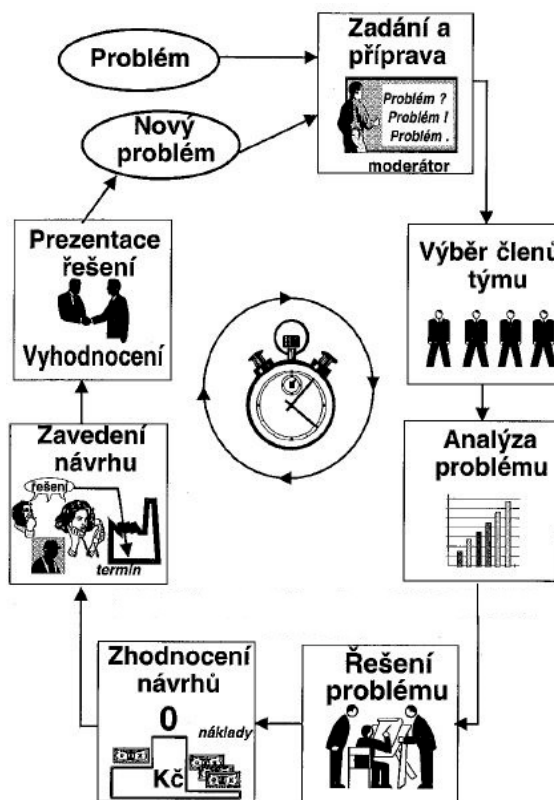 Problém
Nový
problém
Zadání a
příprava
Problém ?
Problém !
Problém .
moderátor
Výběr členů
týmu
Analýza
problému
Řešení
problému
Zhodnocení
návrhů
0
náklady
Kč
Zavedení
návrhu
řešení
termín
Prezentace
řešení
Vyhodnocení